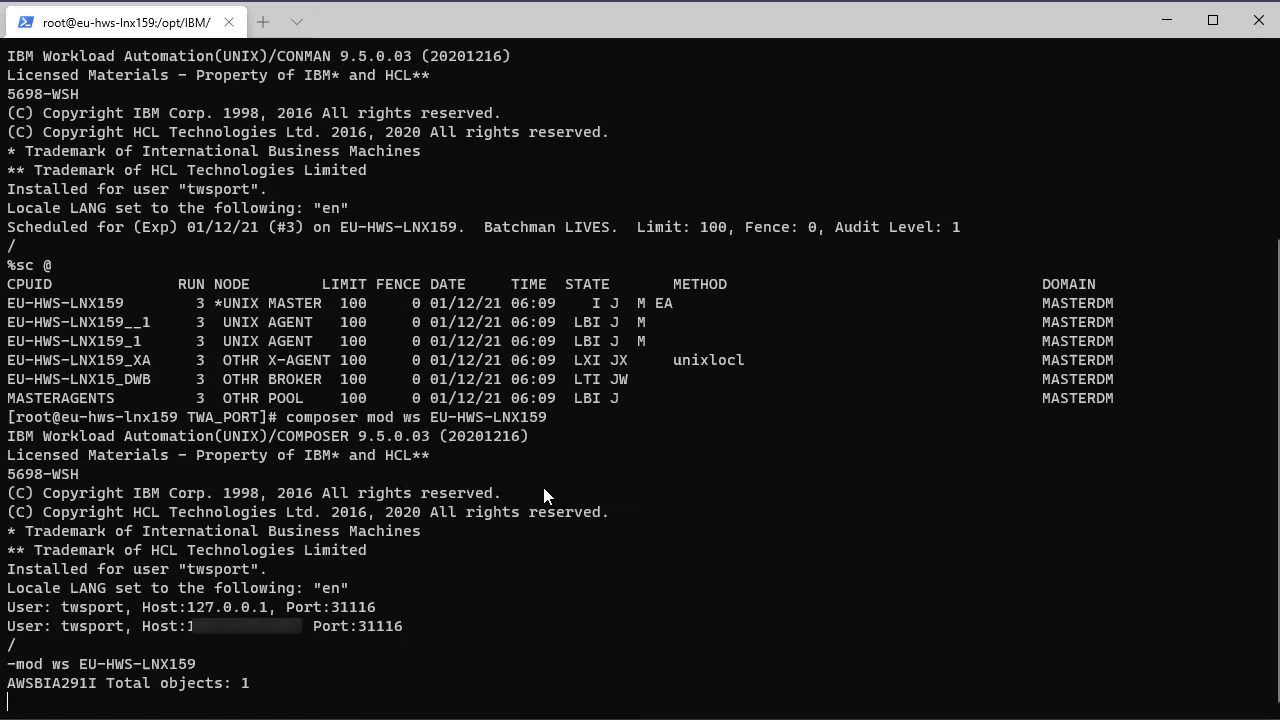 root@eu-hws-lnx159:/opt/IBM/
IBM Workload Automation(UNIX)/CONMAN 9.5.0.03 (20201216)
Licensed Materials - Property of IBM* and HCL**
5698-WSH
(C) Copyright IBM Corp. 1998, 2016 All rights reserved.
(C) Copyright HCL Technologies Ltd. 2016, 2020 All rights reserved.
* Trademark of International Business Machines
** Trademark of HCL Technologies Limited
Installed for user "twsport".
Locale LANG set to the following: "en"
Scheduled for (Exp) 01/12/21 (#3) on EU-HWS-LNX159.  Batchman LIVES.  Limit: 100, Fence: 0, Audit Level: 1
/
%sc @
CPUID              RUN NODE        LIMIT FENCE  DATE     TIME  STATE       METHOD                                   DOMAIN
EU-HWS-LNX159        3 *UNIX MASTER  100     0 01/12/21 06:09    I J  M EA                                         MASTERDM
EU-HWS-LNX159__1     3  UNIX AGENT   100     0 01/12/21 06:09  LBI J  M                                            MASTERDM
EU-HWS-LNX159_1      3  UNIX AGENT   100     0 01/12/21 06:09  LBI J  M                                            MASTERDM
EU-HWS-LNX159_XA     3  OTHR X-AGENT 100     0 01/12/21 06:09  LXI JX     unixlocl                                 MASTERDM
EU-HWS-LNX15_DWB     3  OTHR BROKER  100     0 01/12/21 06:09  LTI JW                                              MASTERDM
MASTERAGENTS         3  OTHR POOL    100     0 01/12/21 06:09  LBI J                                               MASTERDM
[root@eu-hws-lnx159 TWA_PORT]# composer mod ws EU-HWS-LNX159
IBM Workload Automation(UNIX)/COMPOSER 9.5.0.03 (20201216)
Licensed Materials - Property of IBM* and HCL**
5698-WSH
(C) Copyright IBM Corp. 1998, 2016 All rights reserved.
(C) Copyright HCL Technologies Ltd. 2016, 2020 All rights reserved.
* Trademark of International Business Machines
** Trademark of HCL Technologies Limited
Installed for user "twsport".
Locale LANG set to the following: "en"
User: twsport, Host:127.0.0.1, Port:31116
User: twsport, Host:1 Port:31116
/
-mod ws EU-HWS-LNX159
AWSBIA291I Total objects: 1